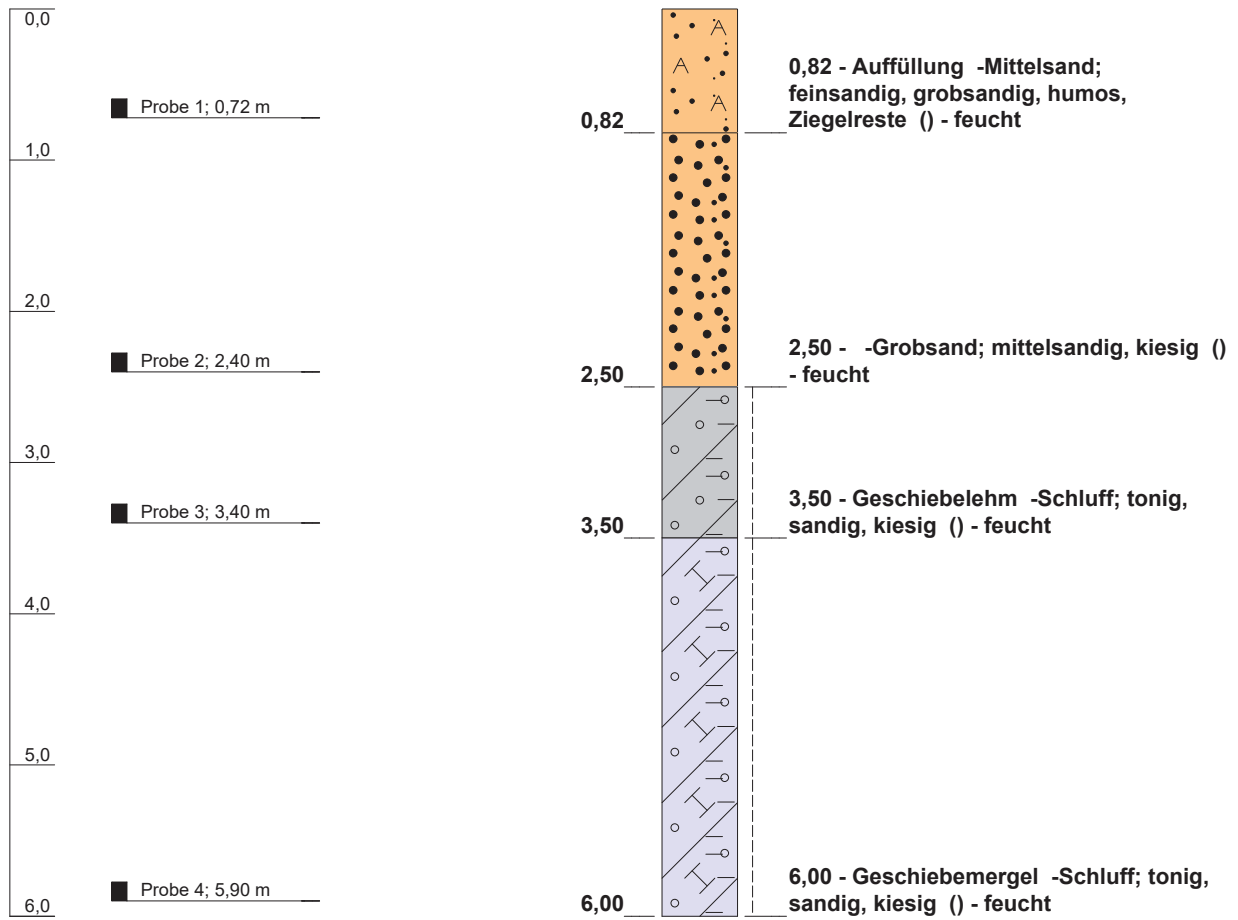 0,0
0,82 - Auffüllung -Mittelsand;
feinsandig, grobsandig, humos,
Ziegelreste () - feucht
Probe 1; 0,72 m
0,82
1,0
2,0
2,50 - -Grobsand; mittelsandig, kiesig ()
- feucht
Probe 2; 2,40 m
2,50
3,0
3,50 - Geschiebelehm -Schluff; tonig,
sandig, kiesig () - feucht
Probe 3; 3,40 m
3,50
4,0
5,0
6,00 - Geschiebemergel -Schluff; tonig,
sandig, kiesig () - feucht
Probe 4; 5,90 m
6,0
6,00